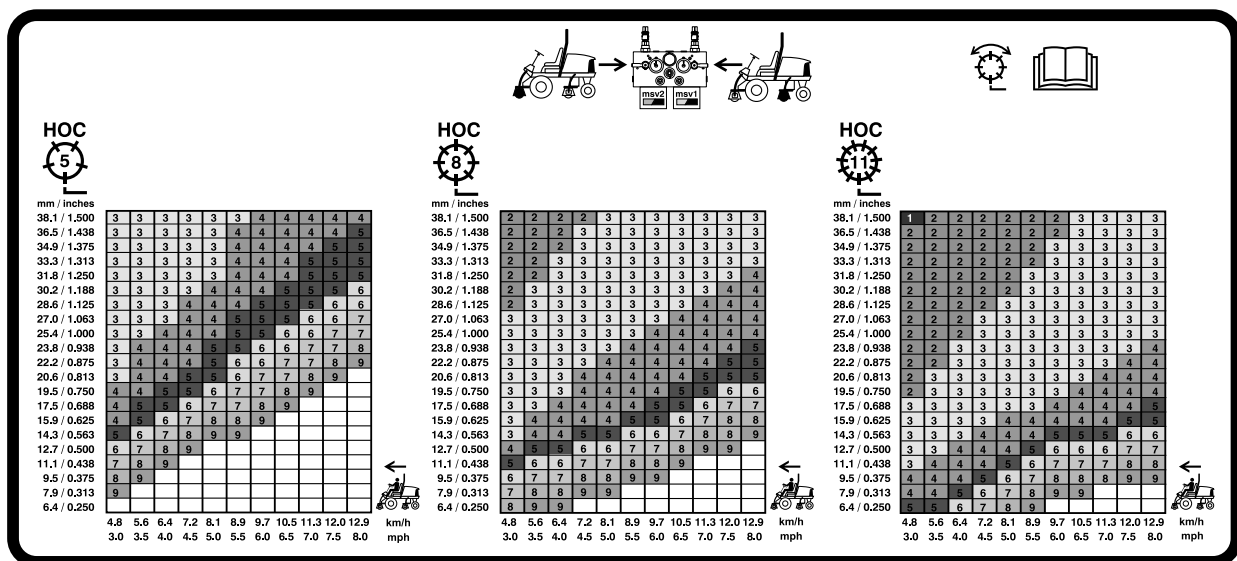 msv2 msv1
HOC
5
mm / inches
38.1 / 1.500 3 3 3 3 3 3 4 4 4 4 4
36.5 / 1.438 3 3 3 3 3 4 4 4 4 4 5
34.9 / 1.375 3 3 3 3 3 4 4 4 4 5 5
33.3 / 1.313 3 3 3 3 3 4 4 4 5 5 5
31.8 / 1.250 3 3 3 3 3 4 4 4 5 5 5
30.2 / 1.188 3 3 3 3 4 4 4 5 5 5 6
28.6 / 1.125 3 3 3 4 4 4 5 5 5 6 6
27.0 / 1.063 3 3 3 4 4 5 5 5 6 6 7
25.4 / 1.000 3 3 4 4 4 5 5 6 6 7 7
23.8 / 0.938 3 4 4 4 5 5 6 6 7 7 8
22.2 / 0.875 3 4 4 4 5 6 6 7 7 8 9
20.6 / 0.813 3 4 4 5 5 6 7 7 8 9
19.5 / 0.750 4 4 5 5 6 7 7 8 9
17.5 / 0.688 4 5 5 6 7 7 8 9
15.9 / 0.625 4 5 6 7 7 8 9
14.3 / 0.563 5 6 7 8 9 9
12.7 / 0.500 6 7 8 9
11.1 / 0.438 7 8 9
9.5 / 0.375 8 9
7.9 / 0.313 9
6.4 / 0.250
4.8 5.6 6.4 7.2 8.1 8.9 9.7 10.5 11.3 12.0 12.9 km/h
3.0 3.5 4.0 4.5 5.0 5.5 6.0 6.5 7.0 7.5 8.0 mph
HOC
8
mm / inches
38.1 / 1.500 2 2 2 2 3 3 3 3 3 3 3
36.5 / 1.438 2 2 2 3 3 3 3 3 3 3 3
34.9 / 1.375 2 2 2 3 3 3 3 3 3 3 3
33.3 / 1.313 2 2 3 3 3 3 3 3 3 3 3
31.8 / 1.250 2 2 3 3 3 3 3 3 3 3 4
30.2 / 1.188 2 3 3 3 3 3 3 3 3 4 4
28.6 / 1.125 2 3 3 3 3 3 3 3 4 4 4
27.0 / 1.063 3 3 3 3 3 3 3 4 4 4 4
25.4 / 1.000 3 3 3 3 3 3 4 4 4 4 4
23.8 / 0.938 3 3 3 3 3 4 4 4 4 4 5
22.2 / 0.875 3 3 3 3 4 4 4 4 4 5 5
20.6 / 0.813 3 3 3 4 4 4 4 4 5 5 5
19.5 / 0.750 3 3 3 4 4 4 4 5 5 6 6
17.5 / 0.688 3 3 4 4 4 4 5 5 6 7 7
15.9 / 0.625 3 4 4 4 4 5 5 6 7 8 8
14.3 / 0.563 3 4 4 5 5 6 6 7 8 8 9
12.7 / 0.500 4 5 5 6 6 7 7 8 9 9
11.1 / 0.438 5 6 6 7 7 8 8 9
9.5 / 0.375 6 7 7 8 8 9 9
7.9 / 0.313 7 8 8 9 9
6.4 / 0.250 8 9 9
4.8 5.6 6.4 7.2 8.1 8.9 9.7 10.5 11.3 12.0 12.9 km/h
3.0 3.5 4.0 4.5 5.0 5.5 6.0 6.5 7.0 7.5 8.0 mph
HOC
11
mm / inches
38.1 / 1.500 1 2 2 2 2 2 2 3 3 3 3
36.5 / 1.438 2 2 2 2 2 2 2 3 3 3 3
34.9 / 1.375 2 2 2 2 2 2 3 3 3 3 3
33.3 / 1.313 2 2 2 2 2 2 3 3 3 3 3
31.8 / 1.250 2 2 2 2 2 3 3 3 3 3 3
30.2 / 1.188 2 2 2 2 2 3 3 3 3 3 3
28.6 / 1.125 2 2 2 2 3 3 3 3 3 3 3
27.0 / 1.063 2 2 2 3 3 3 3 3 3 3 3
25.4 / 1.000 2 2 2 3 3 3 3 3 3 3 3
23.8 / 0.938 2 2 3 3 3 3 3 3 3 3 4
22.2 / 0.875 2 2 3 3 3 3 3 3 3 4 4
20.6 / 0.813 2 3 3 3 3 3 3 3 4 4 4
19.5 / 0.750 2 3 3 3 3 3 3 4 4 4 4
17.5 / 0.688 3 3 3 3 3 3 4 4 4 4 5
15.9 / 0.625 3 3 3 3 3 4 4 4 4 5 5
14.3 / 0.563 3 3 3 4 4 4 5 5 5 6 6
12.7 / 0.500 3 3 4 4 4 5 6 6 6 7 7
11.1 / 0.438 3 4 4 4 5 6 6 7 7 8 8
9.5 / 0.375 4 4 4 5 6 7 7 8 8 9 9
7.9 / 0.313 4 4 5 6 7 8 9 9
6.4 / 0.250 5 5 6 7 8 9
4.8 5.6 6.4 7.2 8.1 8.9 9.7 10.5 11.3 12.0 12.9 km/h
3.0 3.5 4.0 4.5 5.0 5.5 6.0 6.5 7.0 7.5 8.0 mph